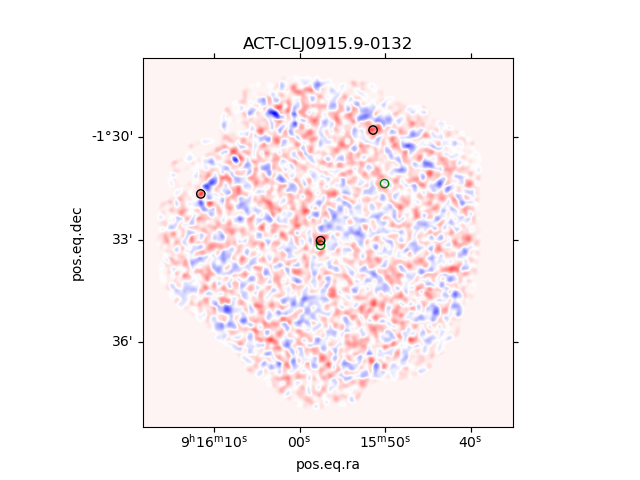 ACT-CLJ0915.9-0132
-1°30'
33'
36'
pos.eq.dec
9ʰ16ᵐ10ˢ 00ˢ 15ᵐ50ˢ 40ˢ
pos.eq.ra